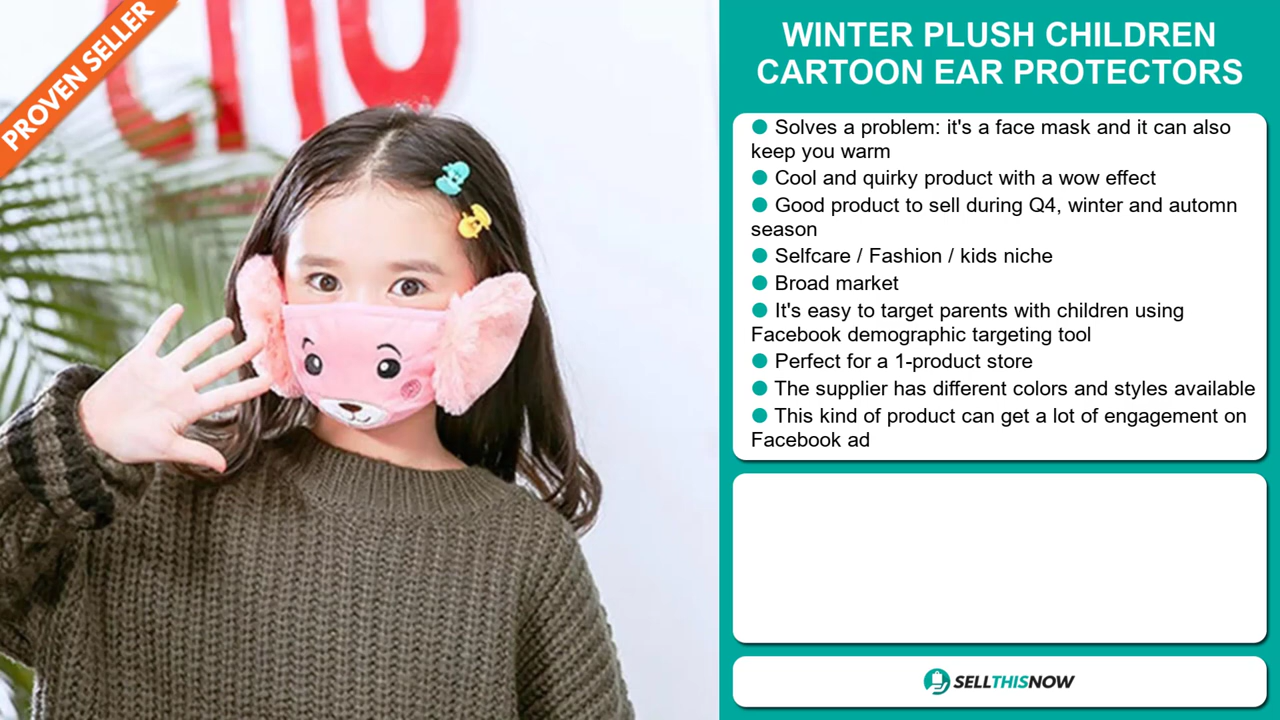 PROVEN SELLER
WINTER PLUSH CHILDREN
CARTOON EAR PROTECTORS
● Solves a problem: it's a face mask and it can also
keep you warm
● Cool and quirky product with a wow effect
● Good product to sell during Q4, winter and automn
season
● Selfcare / Fashion / kids niche
● Broad market
● It's easy to target parents with children using
Facebook demographic targeting tool
● Perfect for a 1-product store
● The supplier has different colors and styles available
● This kind of product can get a lot of engagement on
Facebook ad
SELLTHISNOW